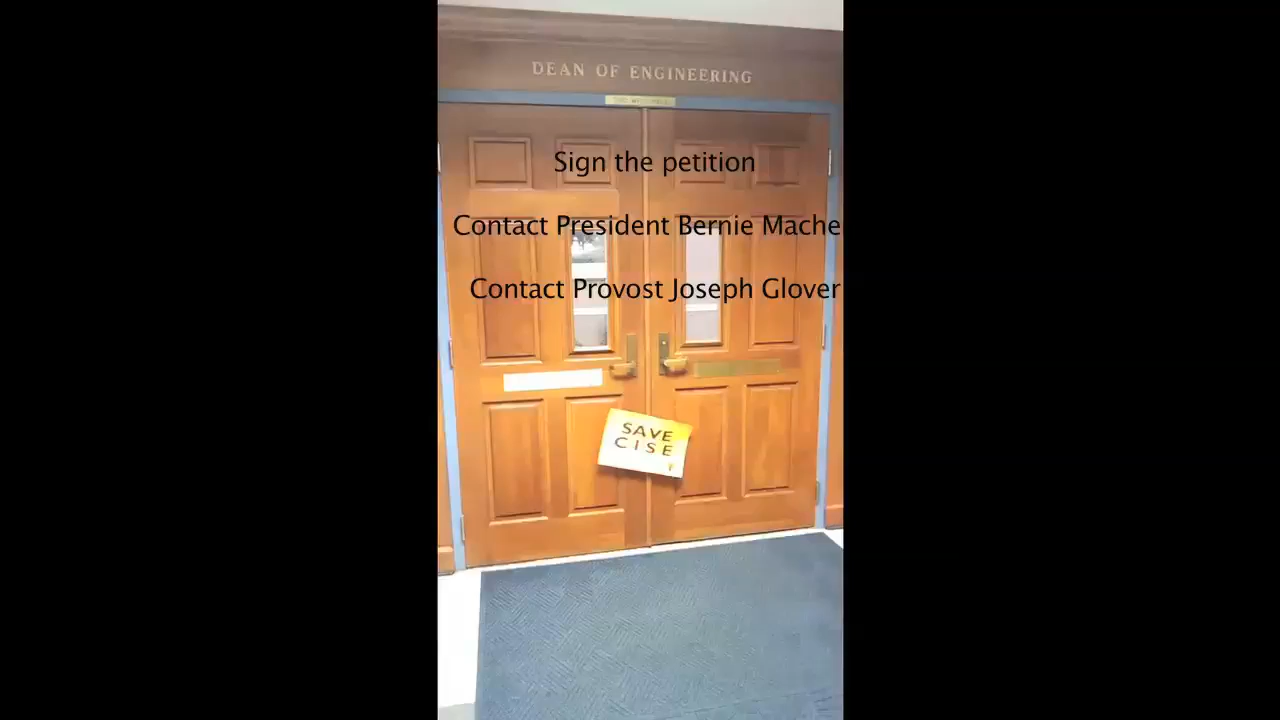 DEAN OF ENGINEERING
Sign the petition
Contact President Bernie Mache
Contact Provost Joseph Glover
SAVE
CISE